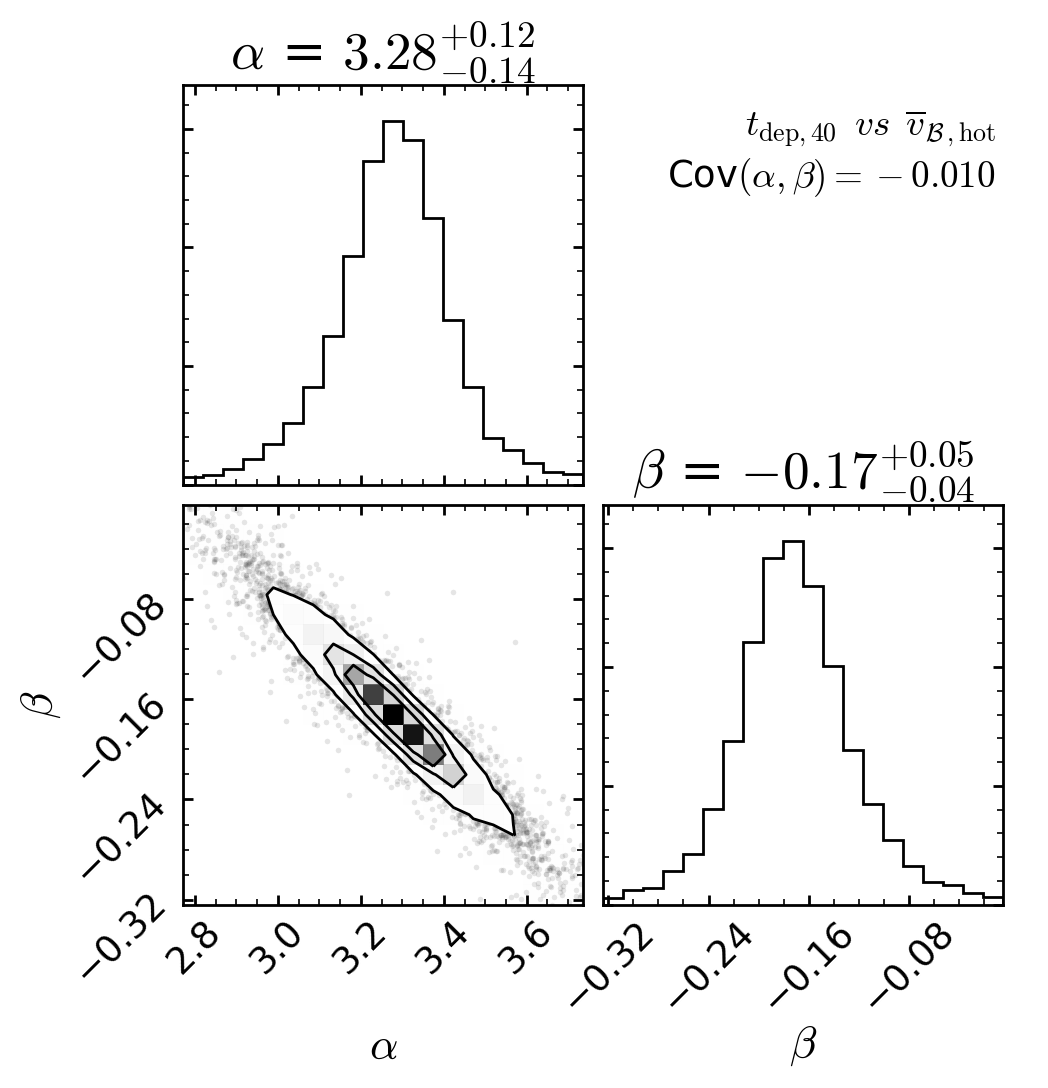 α = 3.28+0.12−0.14
t_dep, 40 vs v̅_ℬ, hot
Cov(α, β) = − 0.010
β = −0.17+0.05−0.04
β
−0.08
−0.16
−0.24
−0.32
2.8 3.0 3.2 3.4 3.6
α
−0.32 −0.24 −0.16 −0.08
β